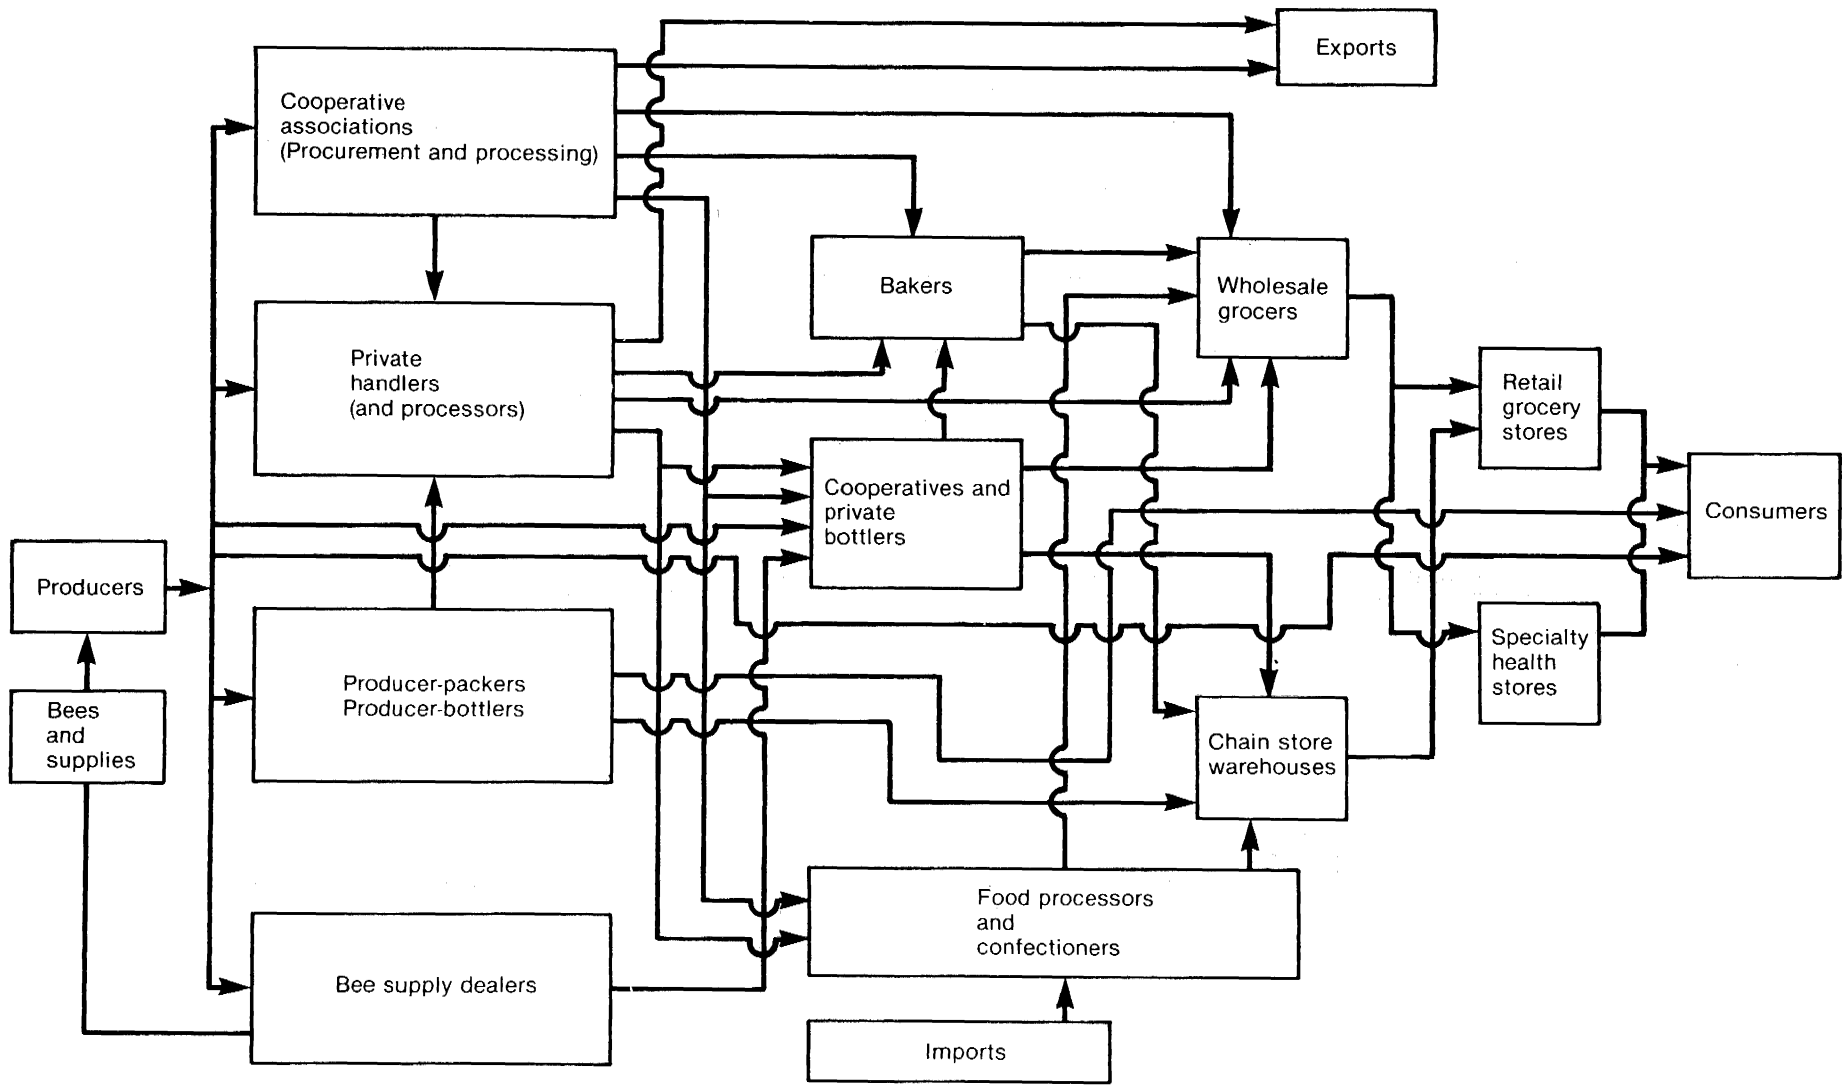 Exports
Cooperative
associations
(Procurement and processing)
Bakers
Wholesale
grocers
Private
handlers
(and processors)
Retail
grocery
stores
Cooperatives and
private
bottlers
Consumers
Producers
Specialty
health
stores
Producer-packers
Producer-bottlers
Bees
and
supplies
Chain store
warehouses
Food processors
and
confectioners
Bee supply dealers
Imports